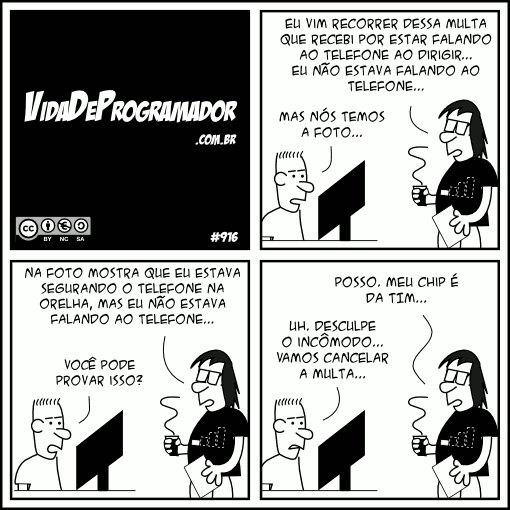 VidaDeProgramador
.com.br
cc
BY NC SA
#916
EU VIM RECORRER DESSA MULTA
QUE RECEBI POR ESTAR FALANDO
AO TELEFONE AO DIRIGIR...
EU NÃO ESTAVA FALANDO AO
TELEFONE...
MAS NÓS TEMOS
A FOTO...
NA FOTO MOSTRA QUE EU ESTAVA
SEGURANDO O TELEFONE NA
ORELHA, MAS EU NÃO ESTAVA
FALANDO AO TELEFONE...
VOCÊ PODE
PROVAR ISSO?
POSSO. MEU CHIP É
DA TIM...
UH. DESCULPE
O INCÔMODO...
VAMOS CANCELAR
A MULTA...